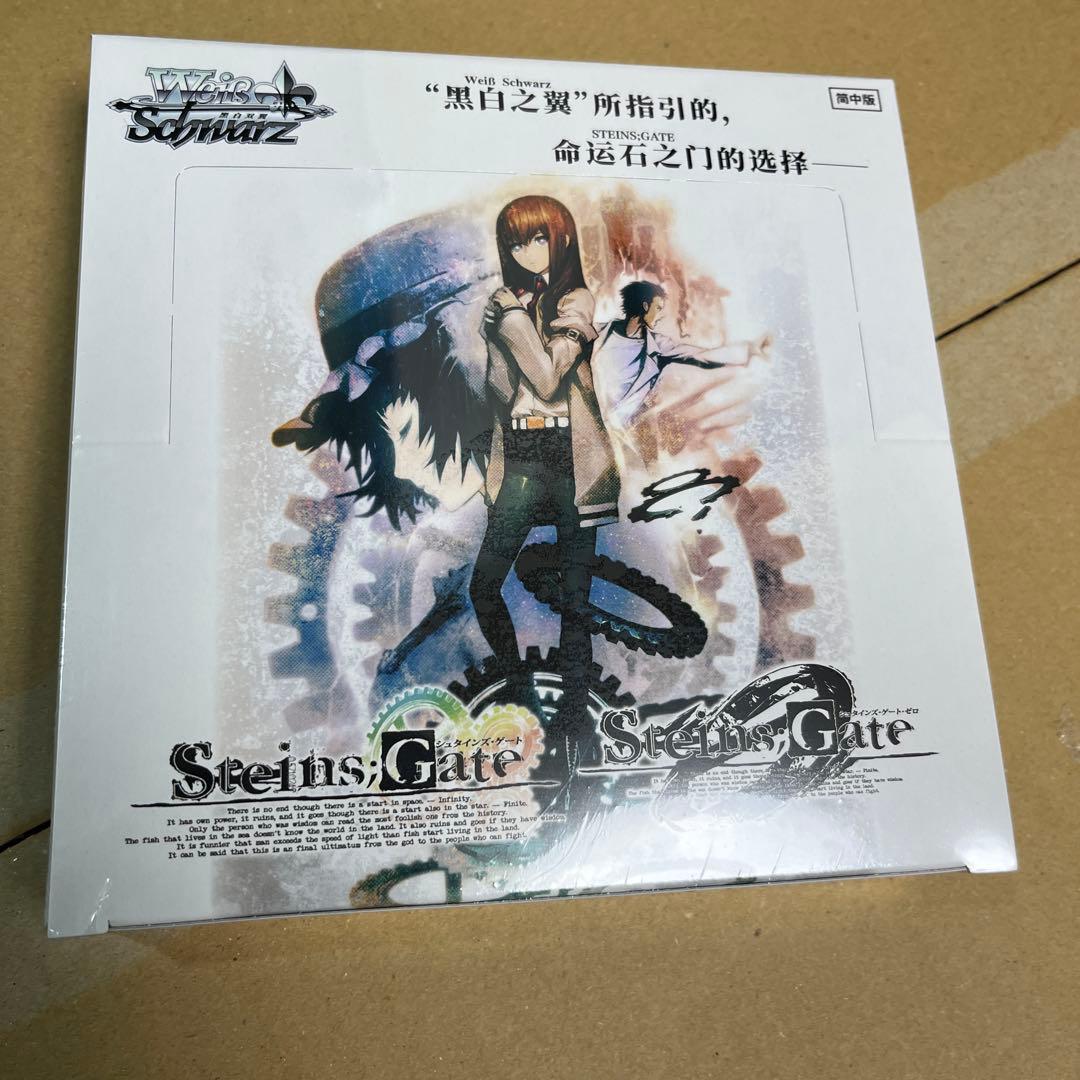 Weiß
Schwarz
黑白双翼
Weiß Schwarz
“黑白之翼”所指引的，
STEINS;GATE
命运石之门的选择——
简中版
シュタインズ・ゲート
Steins;Gate
There is no end though there is a start in space. — Infinity.
It has own power, it ruins, and it goes though there is a start also in the star. — Finite.
Only the person who was wisdom can read the most foolish one from the history.
The fish that lives in the sea doesn't know the world in the land. It also ruins and goes if they have wisdom.
It is funnier that man exceeds the speed of light than fish start living in the land.
It can be said that this is an final ultimatum from the god to the people who can fight.
シュタインズ・ゲート・ゼロ
Steins;Gate
0